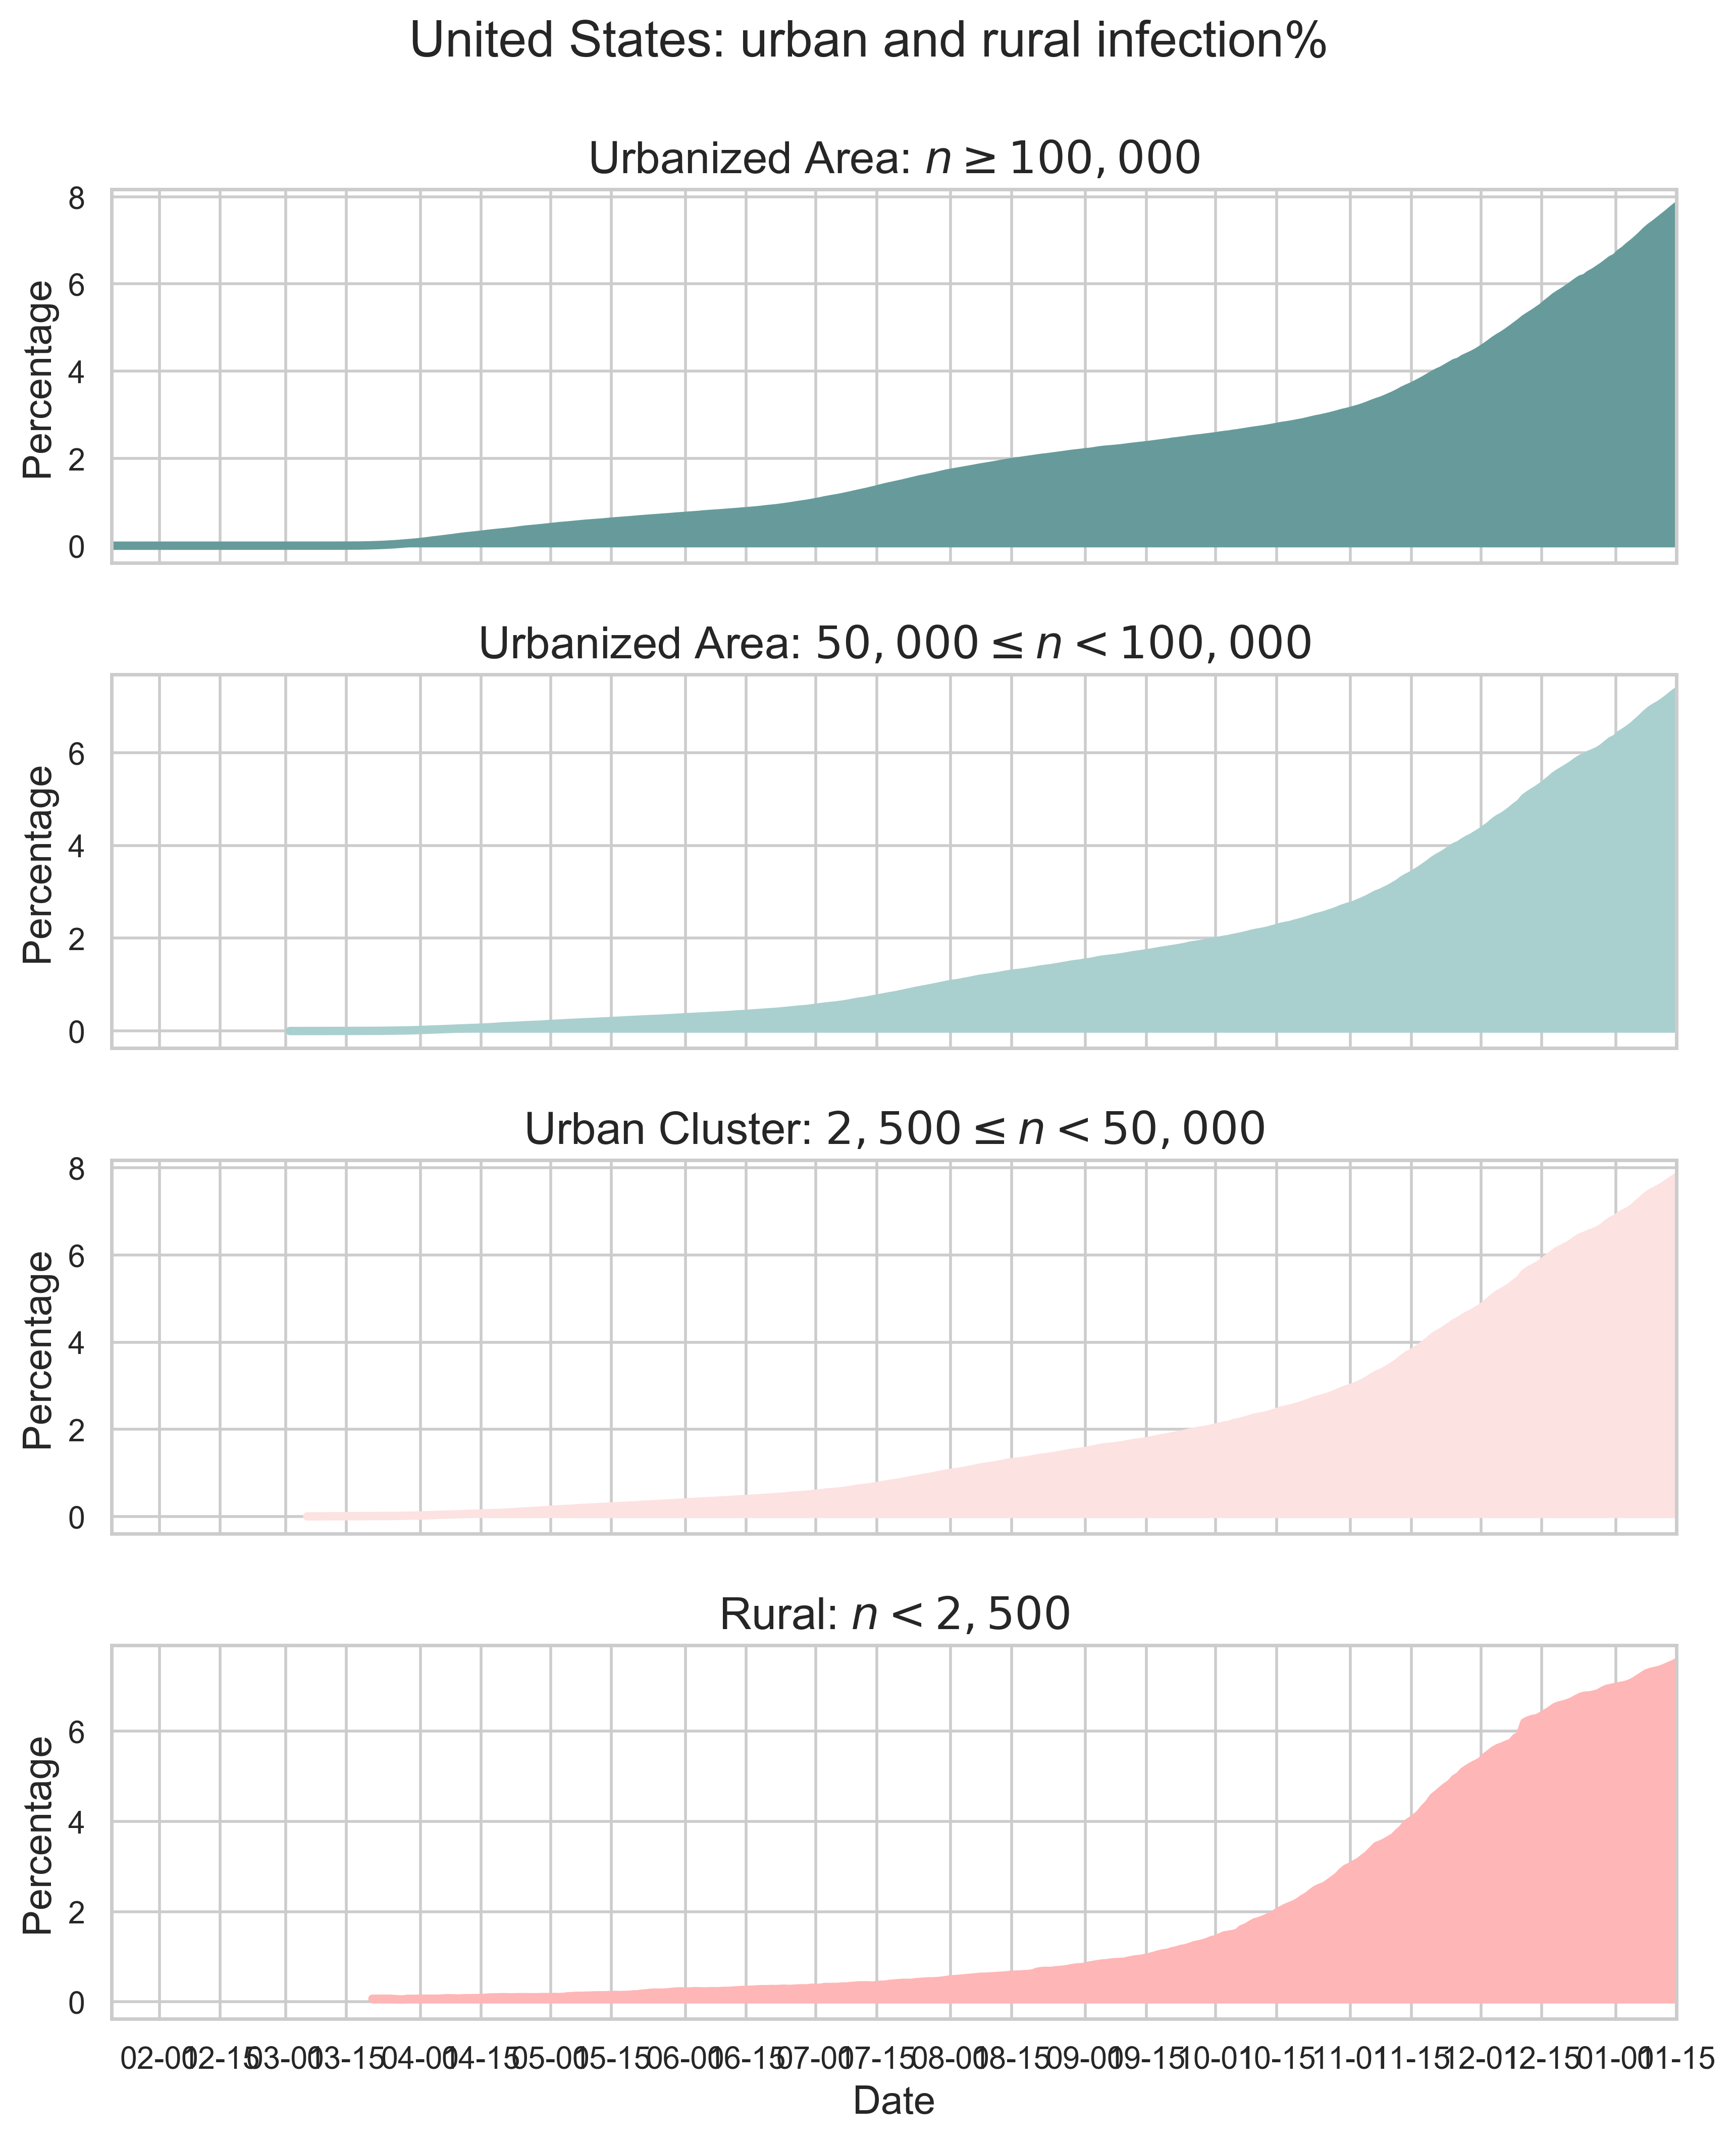 United States: urban and rural infection%
Urbanized Area: n ≥ 100,000
8
6
4
2
0
Percentage
Urbanized Area: 50,000 ≤ n < 100,000
6
4
2
0
Percentage
Urban Cluster: 2,500 ≤ n < 50,000
8
6
4
2
0
Percentage
Rural: n < 2,500
6
4
2
0
Percentage
02-01 02-15 03-01 03-15 04-01 04-15 05-01 05-15 06-01 06-15 07-01 07-15 08-01 08-15 09-01 09-15 10-01 10-15 11-01 11-15 12-01 12-15 01-01 01-15
Date